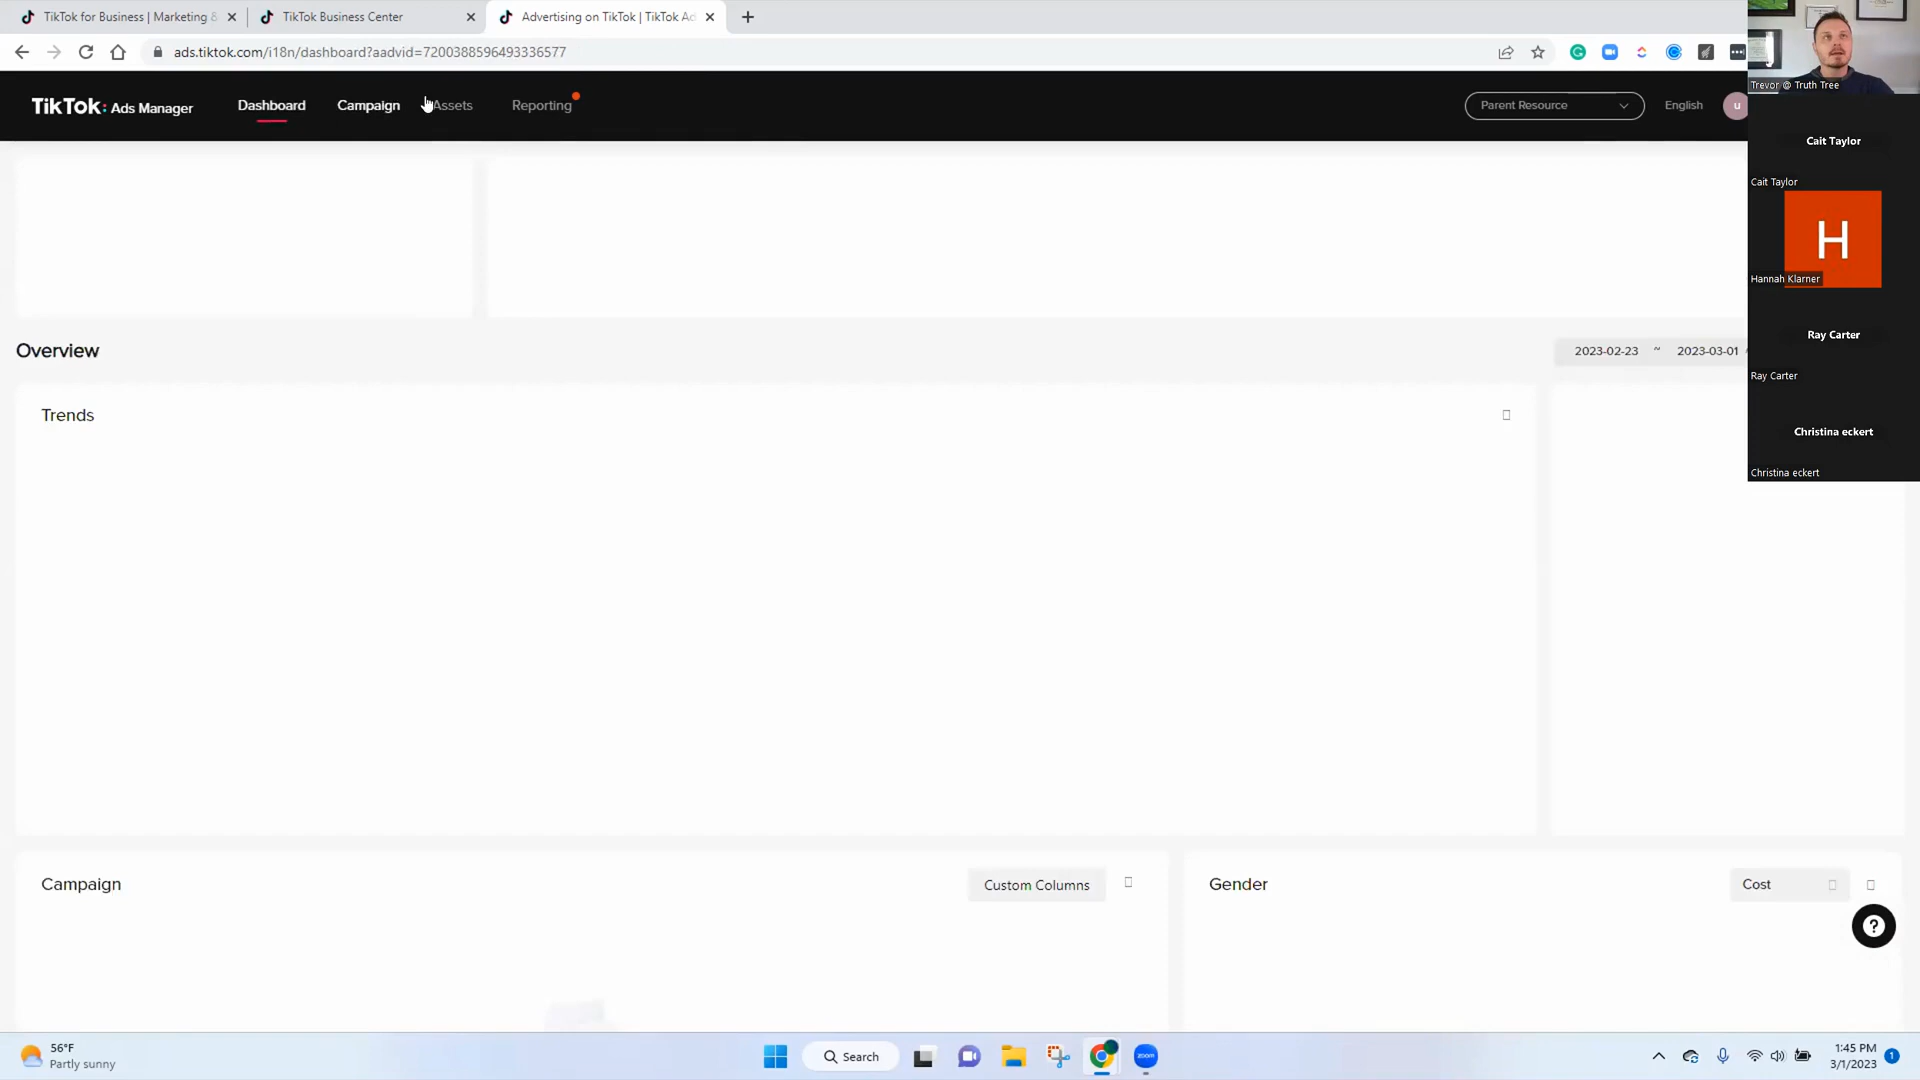 TikTok for Business | Marketing &
TikTok Business Center
Advertising on TikTok | TikTok Ad
ads.tiktok.com/i18n/dashboard?aadvid=7200388596493336577
TikTok: Ads Manager
Dashboard
Campaign
Assets
Reporting
Parent Resource
English
u
Trevor @ Truth Tree
Cait Taylor
Cait Taylor
H
Hannah Klarner
Ray Carter
Ray Carter
Christina eckert
Christina eckert
Overview
2023-02-23 ~ 2023-03-01
Trends
Campaign
Custom Columns
Gender
Cost
?
56°F
Partly sunny
Search
zoom
1:45 PM
3/1/2023
1